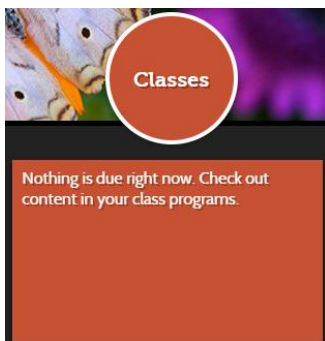 Classes
Nothing is due right now. Check out
content in your class programs.